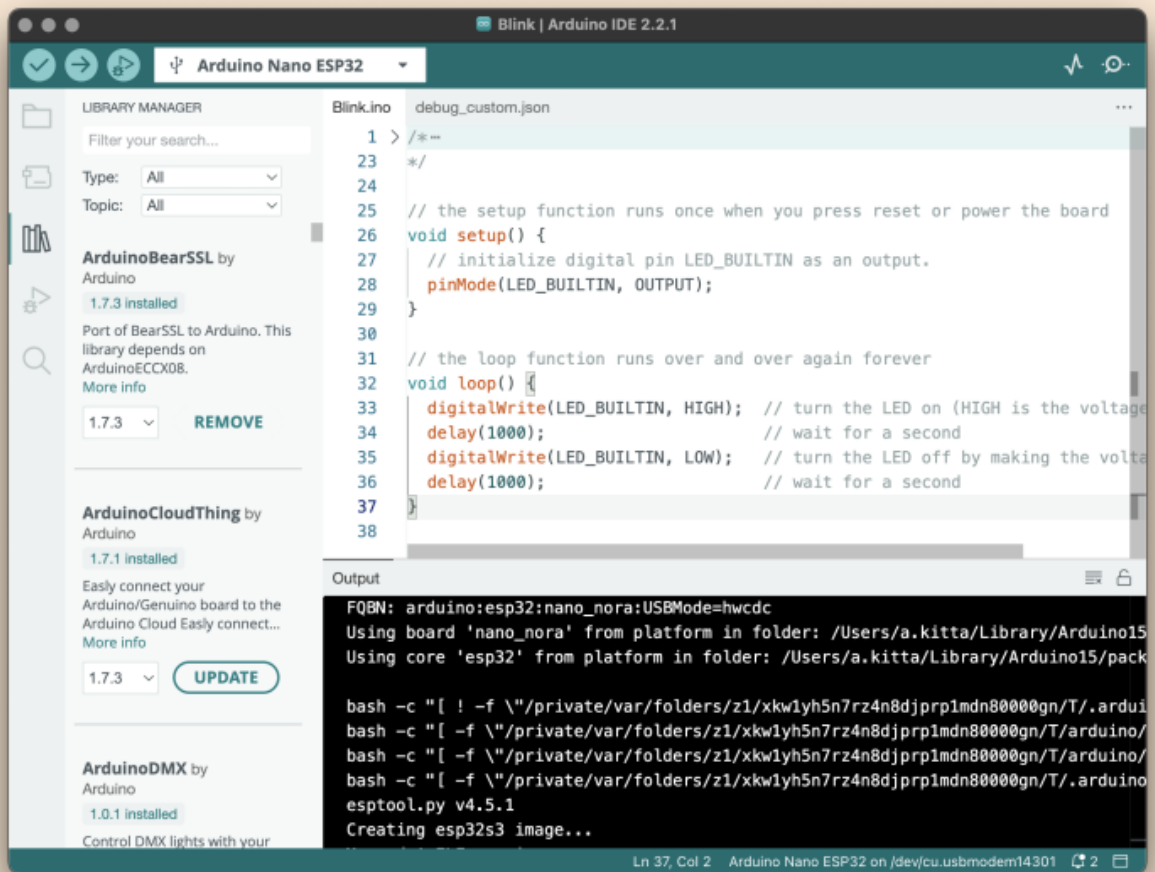 Blink | Arduino IDE 2.2.1
Arduino Nano ESP32
LIBRARY MANAGER
Filter your search...
Type: All
Topic: All
ArduinoBearSSL by
Arduino
1.7.3 installed
Port of BearSSL to Arduino. This
library depends on
ArduinoECCX08.
More info
1.7.3 REMOVE
ArduinoCloudThing by
Arduino
1.7.1 installed
Easly connect your
Arduino/Genuino board to the
Arduino Cloud Easly connect...
More info
1.7.3 UPDATE
ArduinoDMX by
Arduino
1.0.1 installed
Control DMX lights with your
Blink.ino debug_custom.json ...
1 > /*⋯
23 */
24
25 // the setup function runs once when you press reset or power the board
26 void setup() {
27 // initialize digital pin LED_BUILTIN as an output.
28 pinMode(LED_BUILTIN, OUTPUT);
29 }
30
31 // the loop function runs over and over again forever
32 void loop() {
33 digitalWrite(LED_BUILTIN, HIGH); // turn the LED on (HIGH is the voltage
34 delay(1000); // wait for a second
35 digitalWrite(LED_BUILTIN, LOW); // turn the LED off by making the volta
36 delay(1000); // wait for a second
37 }
38
Output
FQBN: arduino:esp32:nano_nora:USBMode=hwcdc
Using board 'nano_nora' from platform in folder: /Users/a.kitta/Library/Arduino15
Using core 'esp32' from platform in folder: /Users/a.kitta/Library/Arduino15/pack
bash -c "[ ! -f \"/private/var/folders/z1/xkw1yh5n7rz4n8djprp1mdn80000gn/T/.ardui
bash -c "[ -f \"/private/var/folders/z1/xkw1yh5n7rz4n8djprp1mdn80000gn/T/arduino/
bash -c "[ -f \"/private/var/folders/z1/xkw1yh5n7rz4n8djprp1mdn80000gn/T/arduino/
bash -c "[ -f \"/private/var/folders/z1/xkw1yh5n7rz4n8djprp1mdn80000gn/T/.arduino
esptool.py v4.5.1
Creating esp32s3 image...
Ln 37, Col 2 Arduino Nano ESP32 on /dev/cu.usbmodem14301 2